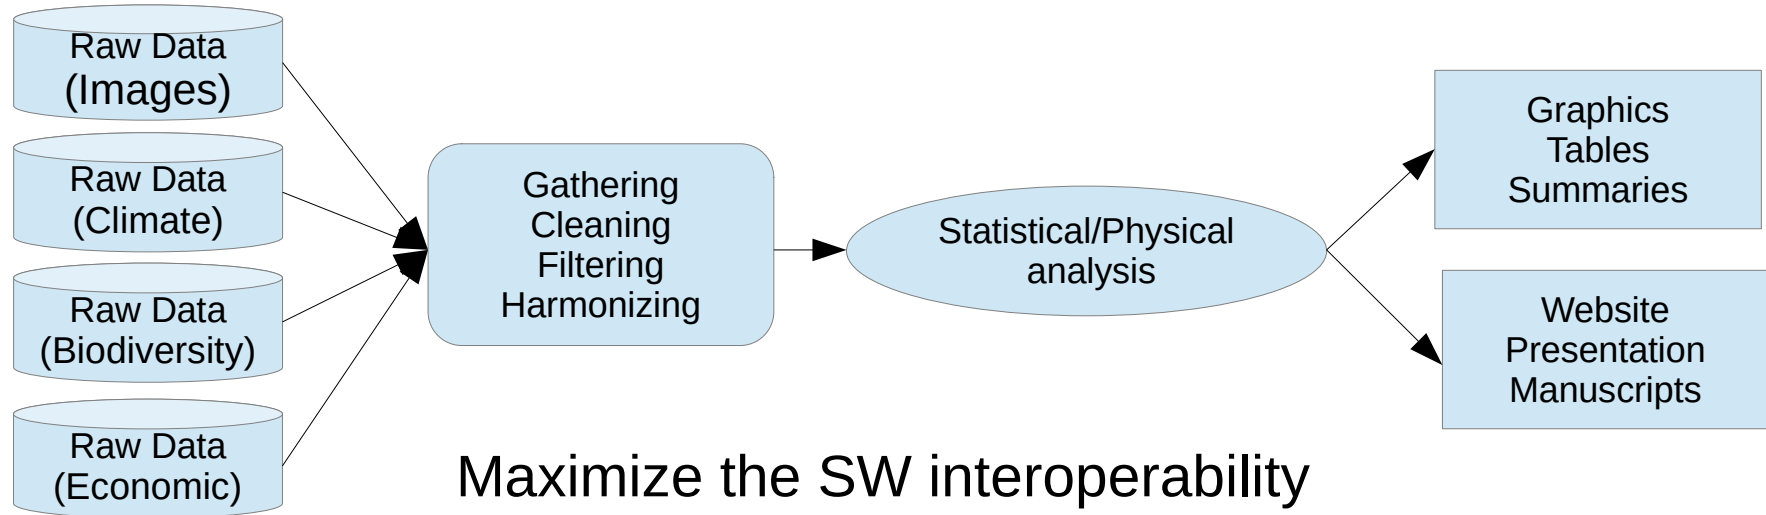 Raw Data
(Images)
Raw Data
(Climate)
Raw Data
(Biodiversity)
Raw Data
(Economic)
Gathering
Cleaning
Filtering
Harmonizing
Statistical/Physical
analysis
Graphics
Tables
Summaries
Website
Presentation
Manuscripts
Maximize the SW interoperability